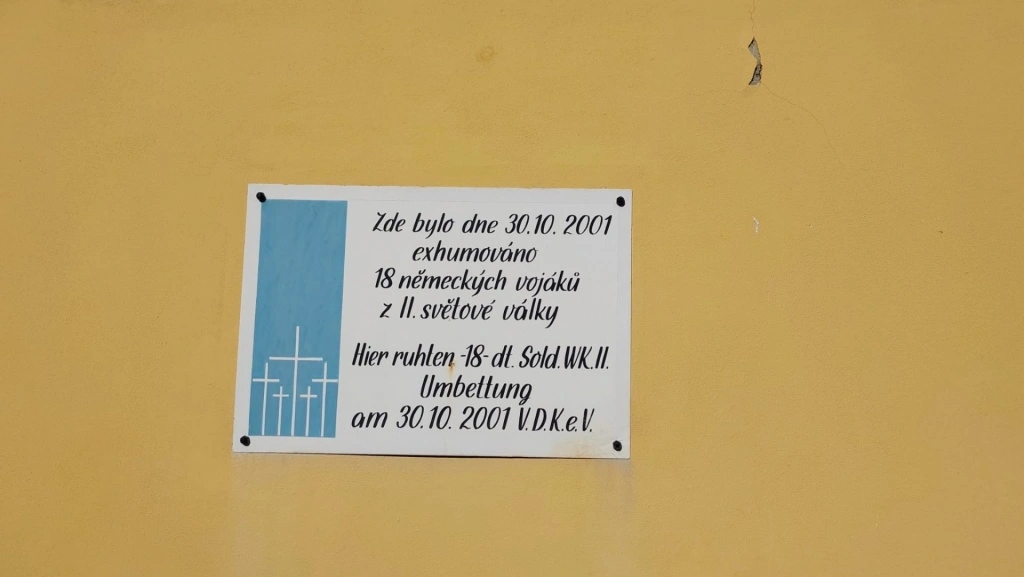 Zde bylo dne 30.10. 2001
exhumováno
18 německých vojáků
z II. světové války
Hier ruhten -18- dt. Sold. WK. II.
Umbettung
am 30.10. 2001 V.D.K.e.V.